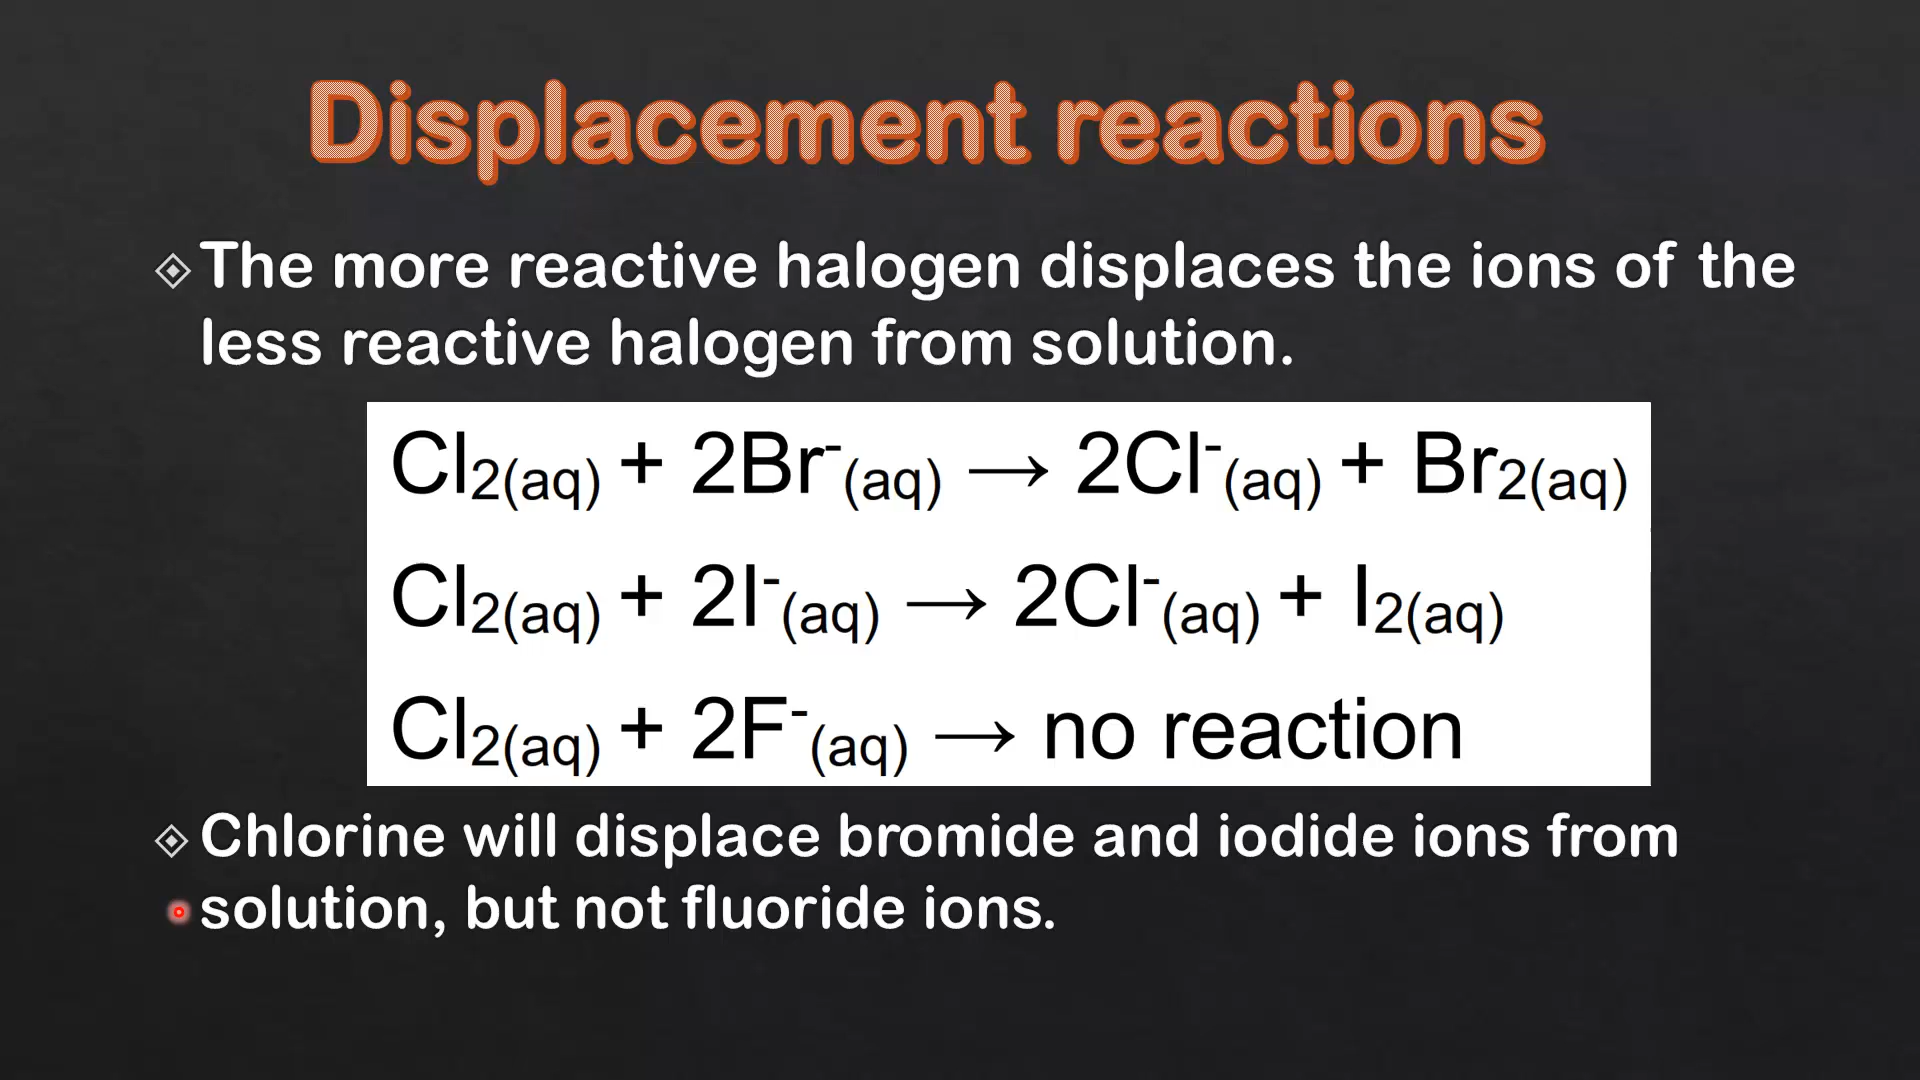 Displacement reactions
The more reactive halogen displaces the ions of the
less reactive halogen from solution.
Cl₂(aq) + 2Br⁻(aq) → 2Cl⁻(aq) + Br₂(aq)
Cl₂(aq) + 2I⁻(aq) → 2Cl⁻(aq) + I₂(aq)
Cl₂(aq) + 2F⁻(aq) → no reaction
Chlorine will displace bromide and iodide ions from
solution, but not fluoride ions.